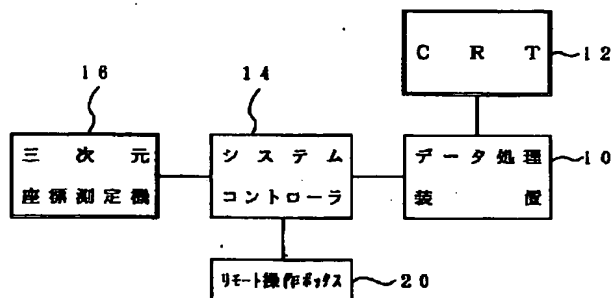 CRT
12
16
14
三次元
座標測定機
システム
コントローラ
データ処理
装置
10
リモート操作ボックス
20